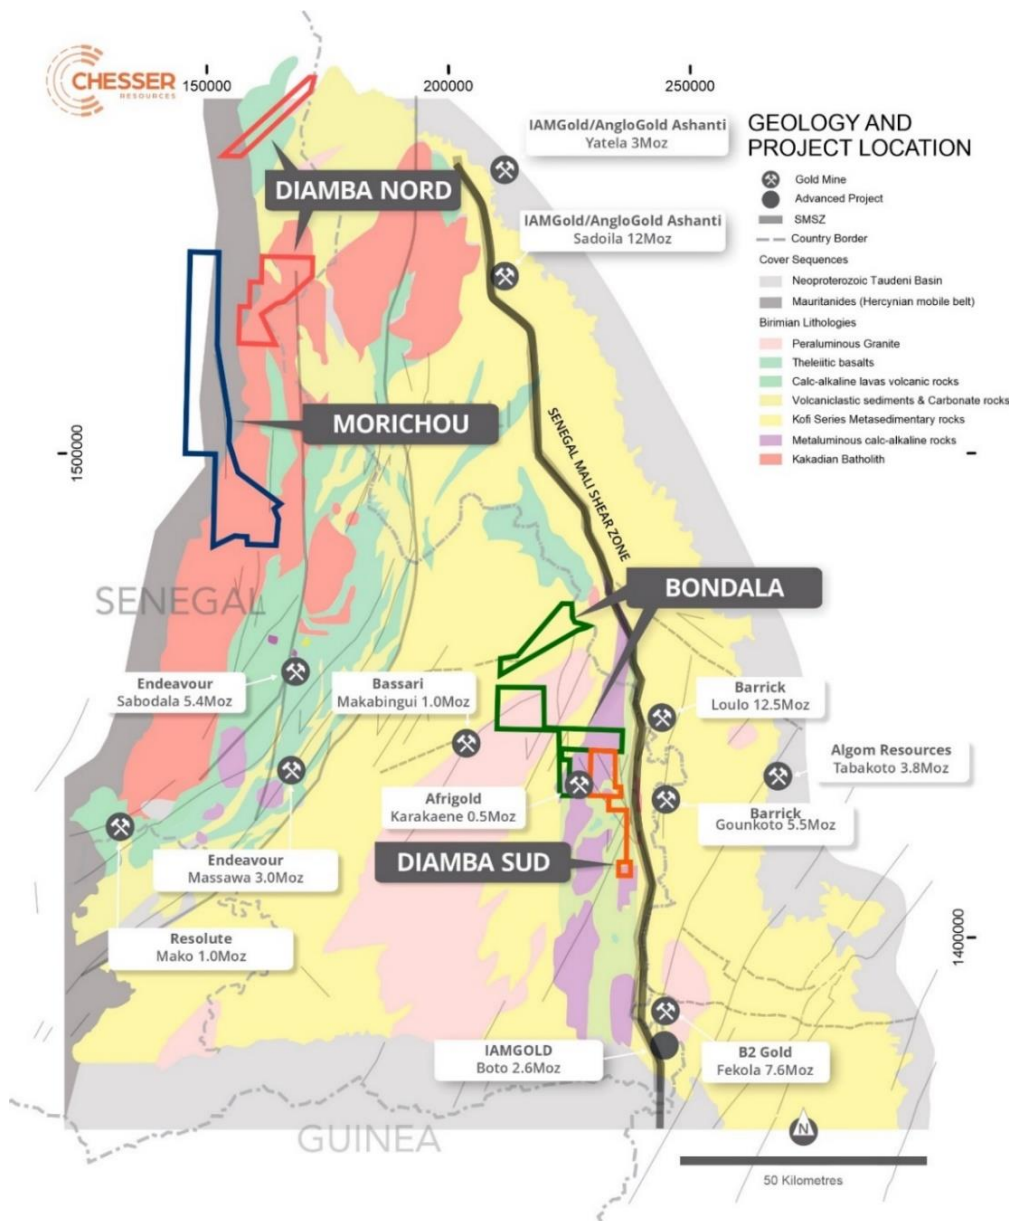 CHESSER
RESOURCES
150000
200000
250000
IAMGold/AngloGold Ashanti
Yatela 3Moz
GEOLOGY AND
PROJECT LOCATION
Gold Mine
Advanced Project
SMSZ
Country Border
Cover Sequences
Neoproterozoic Taudeni Basin
Mauritanides (Hercynian mobile belt)
Birimian Lithologies
Peraluminous Granite
Theleiitic basalts
Calc-alkaline lavas volcanic rocks
Volcaniclastic sediments & Carbonate rocks
Kofi Series Metasedimentary rocks
Metaluminous calc-alkaline rocks
Kakadian Batholith
DIAMBA NORD
IAMGold/AngloGold Ashanti
Sadoila 12Moz
MORICHOU
1500000
SENEGAL MALI SHEAR ZONE
SENEGAL
BONDALA
Endeavour
Sabodala 5.4Moz
Bassari
Makabingui 1.0Moz
Barrick
Loulo 12.5Moz
Algom Resources
Tabakoto 3.8Moz
Afrigold
Karakaene 0.5Moz
Barrick
Gounkoto 5.5Moz
Endeavour
Massawa 3.0Moz
DIAMBA SUD
Resolute
Mako 1.0Moz
1400000
IAMGOLD
Boto 2.6Moz
B2 Gold
Fekola 7.6Moz
GUINEA
N
50 Kilometres